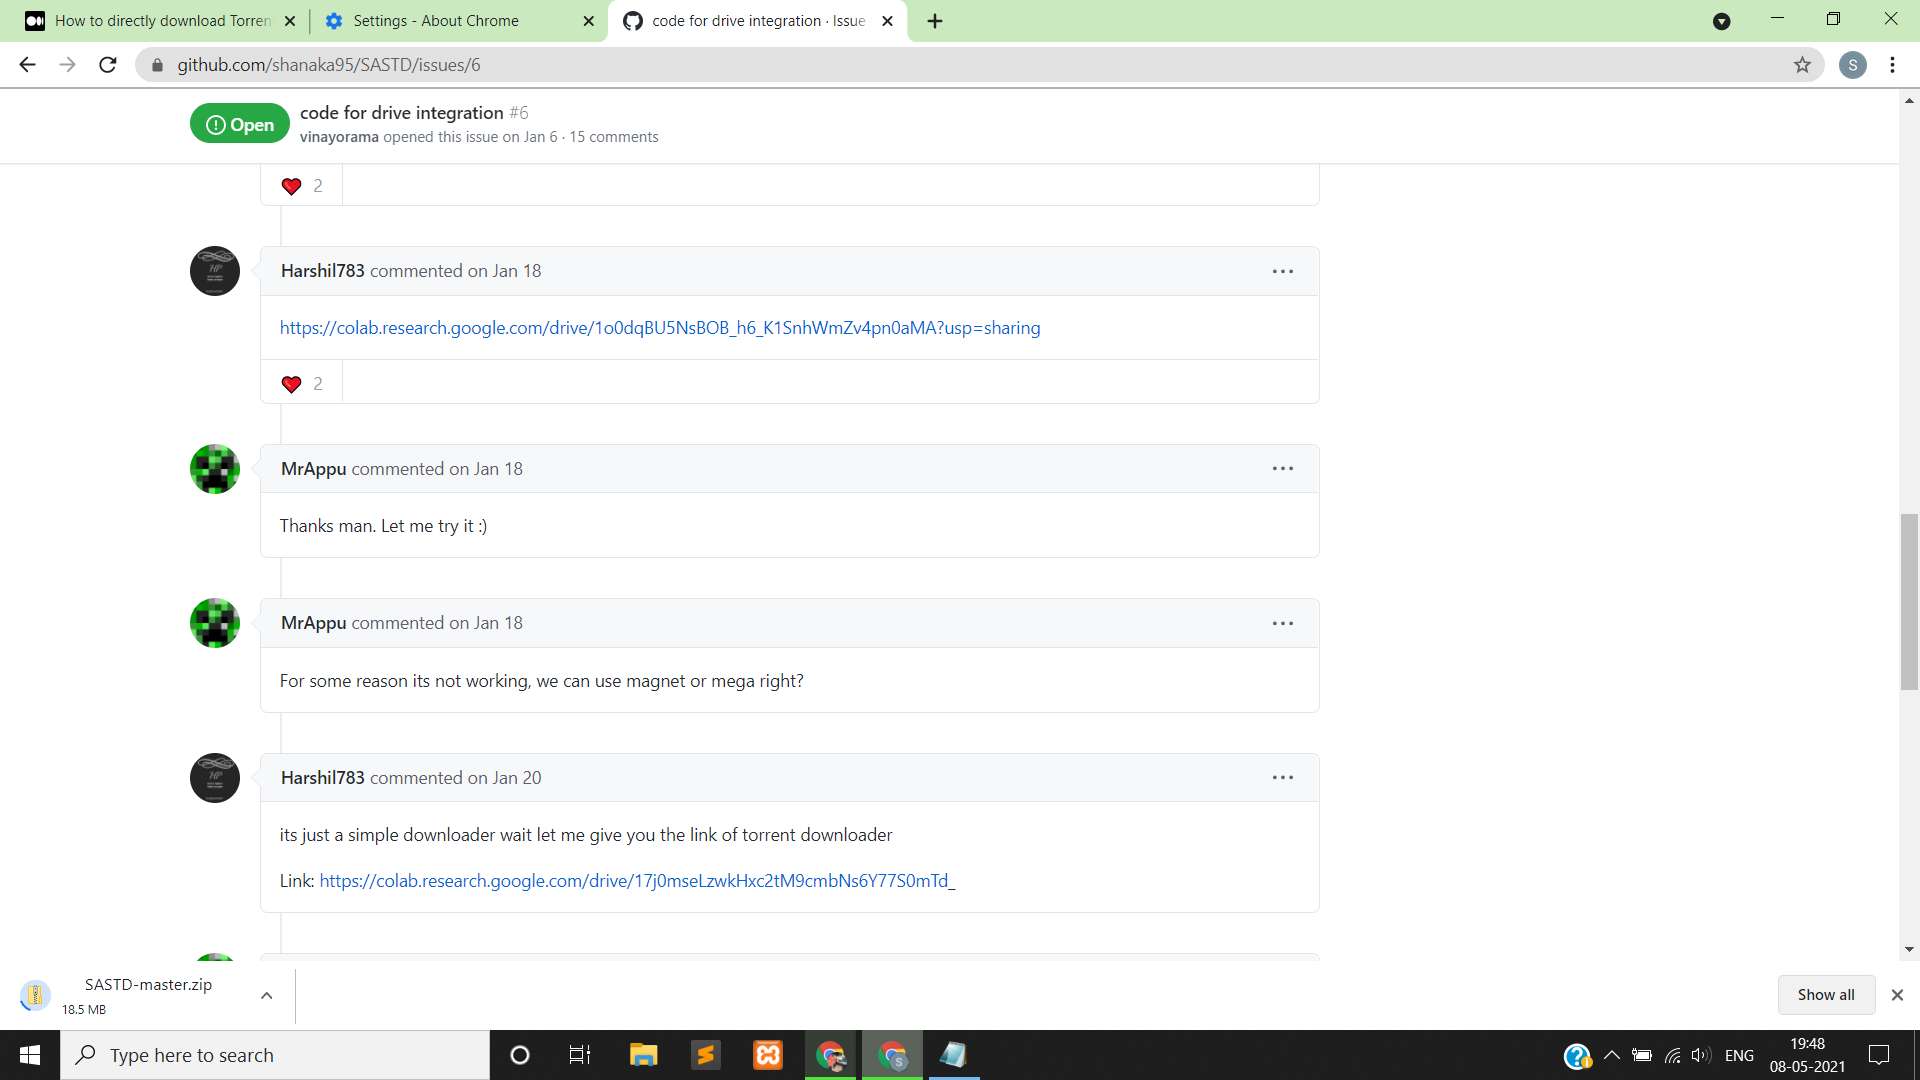 How to directly download Torren
Settings - About Chrome
code for drive integration · Issue
github.com/shanaka95/SASTD/issues/6
S
Open
code for drive integration #6
vinayorama opened this issue on Jan 6 · 15 comments
2
HP
Harshil783 commented on Jan 18
https://colab.research.google.com/drive/1o0dqBU5NsBOB_h6_K1SnhWmZv4pn0aMA?usp=sharing
2
MrAppu commented on Jan 18
Thanks man. Let me try it :)
MrAppu commented on Jan 18
For some reason its not working, we can use magnet or mega right?
HP
Harshil783 commented on Jan 20
its just a simple downloader wait let me give you the link of torrent downloader
Link: https://colab.research.google.com/drive/17j0mseLzwkHxc2tM9cmbNs6Y77S0mTd_
SASTD-master.zip
18.5 MB
Show all
Type here to search
S
ENG
19:48
08-05-2021